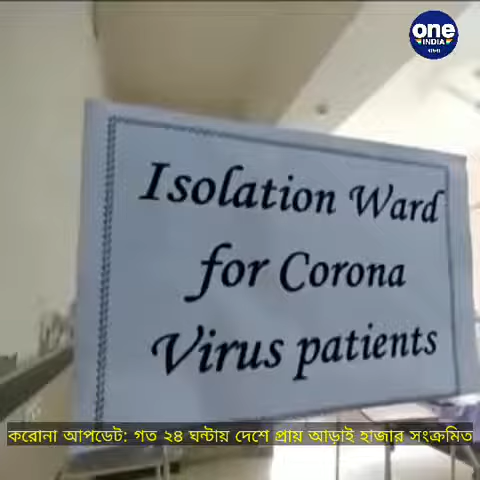 one
INDIA
বাংলা
Isolation Ward
for Corona
Virus patients
করোনা আপডেট: গত ২৪ ঘন্টায় দেশে প্রায় আড়াই হাজার সংক্রমিত